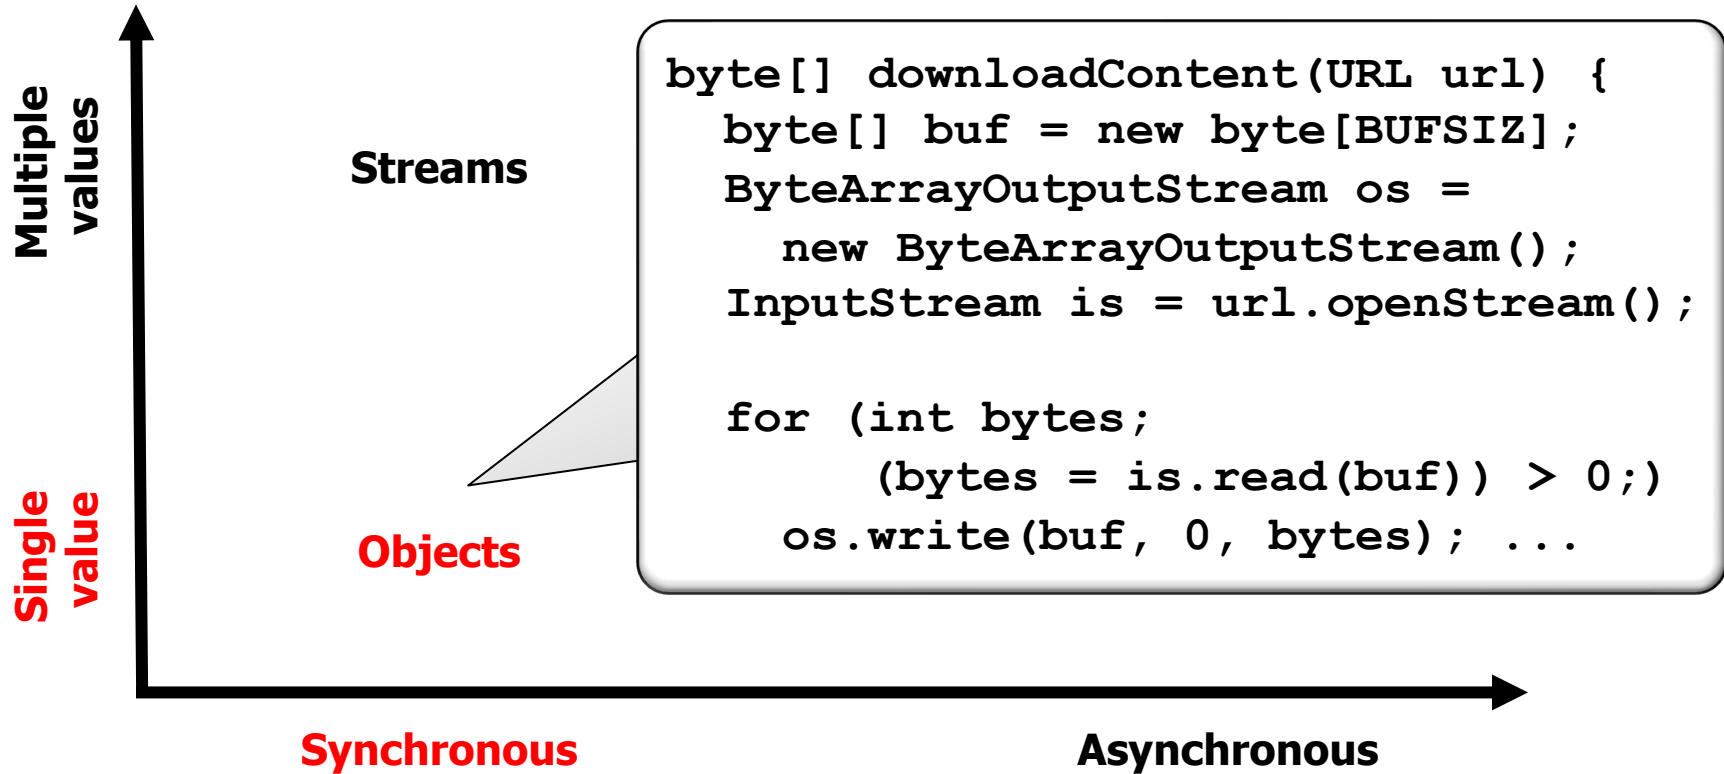 Multiple
values
Streams
Single
value
Objects
byte[] downloadContent(URL url) {
  byte[] buf = new byte[BUFSIZ];
  ByteArrayOutputStream os =
    new ByteArrayOutputStream();
  InputStream is = url.openStream();
  for (int bytes;
       (bytes = is.read(buf)) > 0;)
    os.write(buf, 0, bytes); ...
Synchronous
Asynchronous